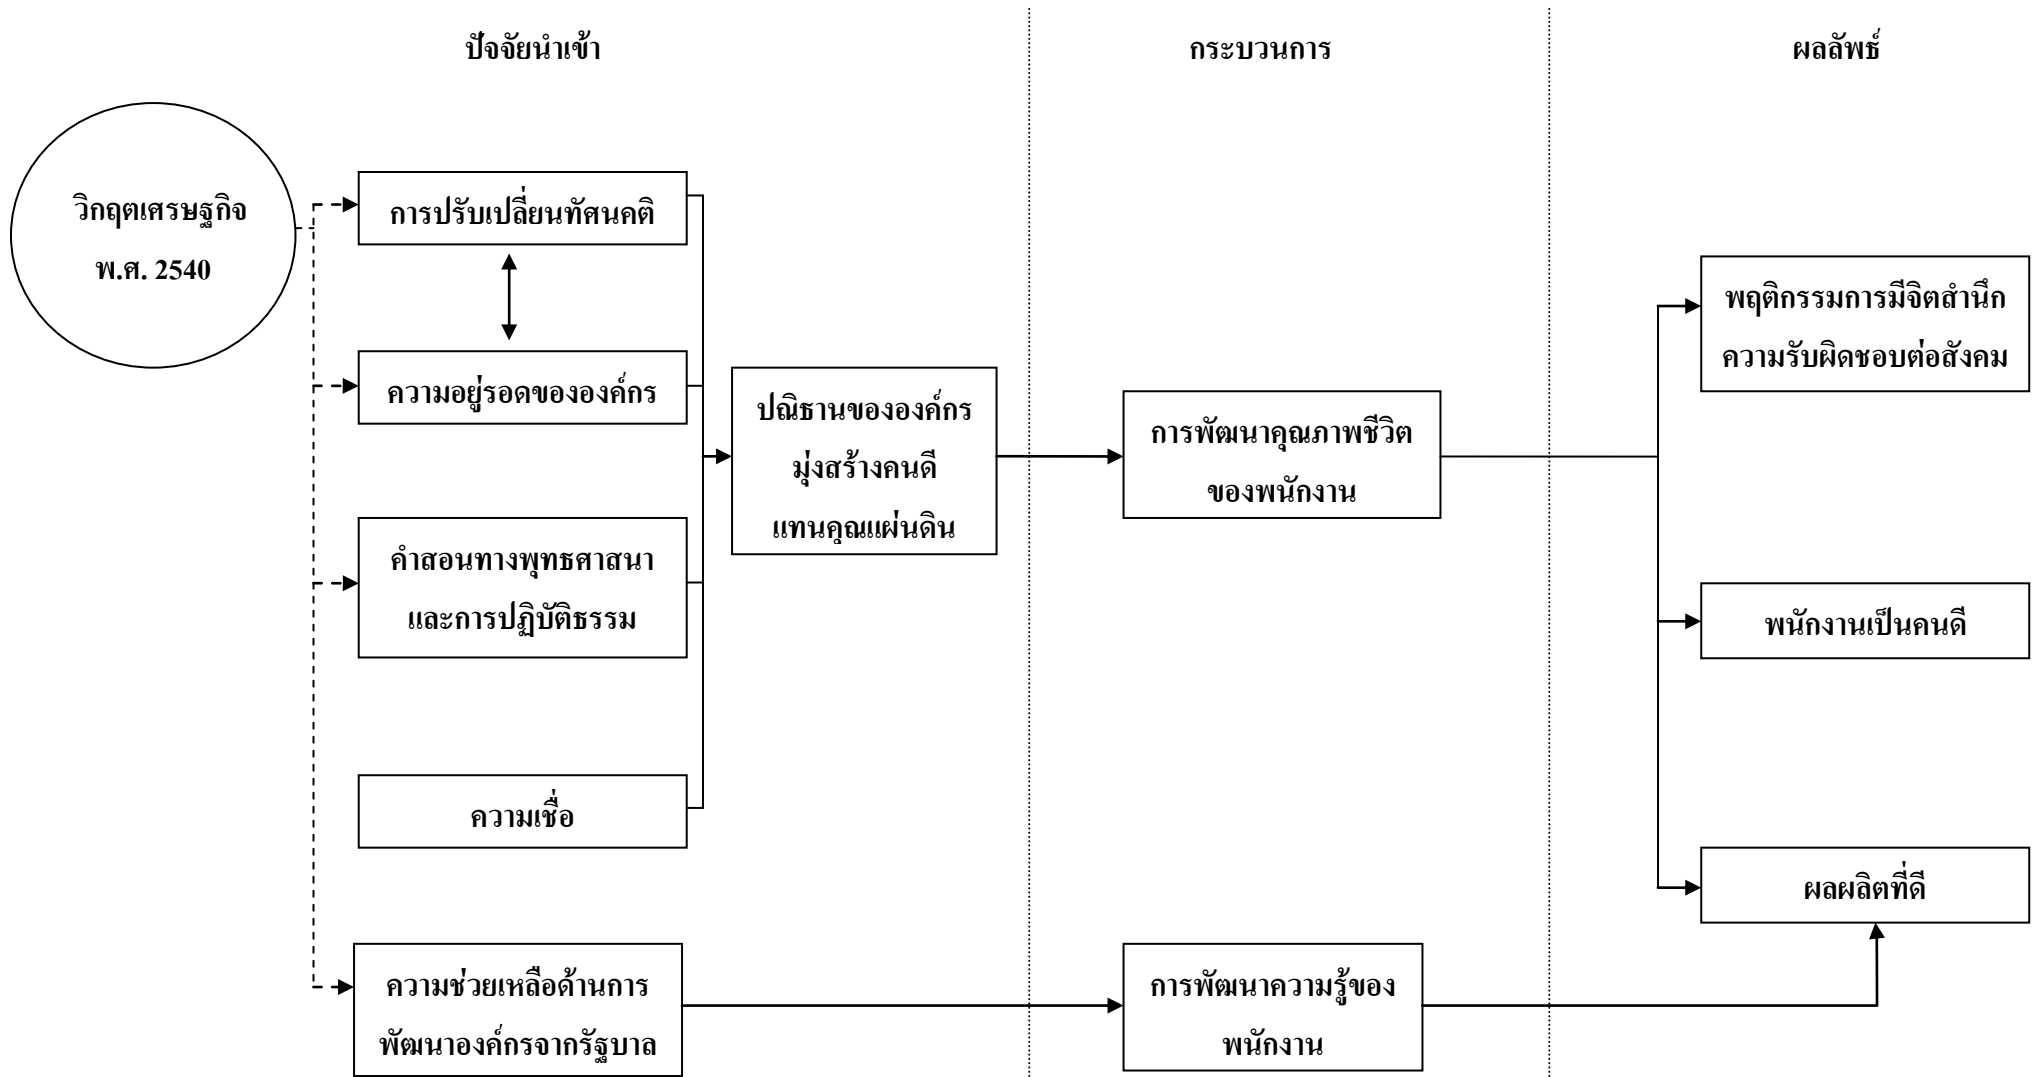 ปัจจัยนำเข้า
กระบวนการ
ผลลัพธ์
วิกฤตเศรษฐกิจ
พ.ศ. 2540
การปรับเปลี่ยนทัศนคติ
ความอยู่รอดขององค์กร
คำสอนทางพุทธศาสนา
และการปฏิบัติธรรม
ความเชื่อ
ความช่วยเหลือด้านการ
พัฒนาองค์กรจากรัฐบาล
ปณิธานขององค์กร
มุ่งสร้างคนดี
แทนคุณแผ่นดิน
การพัฒนาคุณภาพชีวิต
ของพนักงาน
การพัฒนาความรู้ของ
พนักงาน
พฤติกรรมการมีจิตสำนึก
ความรับผิดชอบต่อสังคม
พนักงานเป็นคนดี
ผลผลิตที่ดี